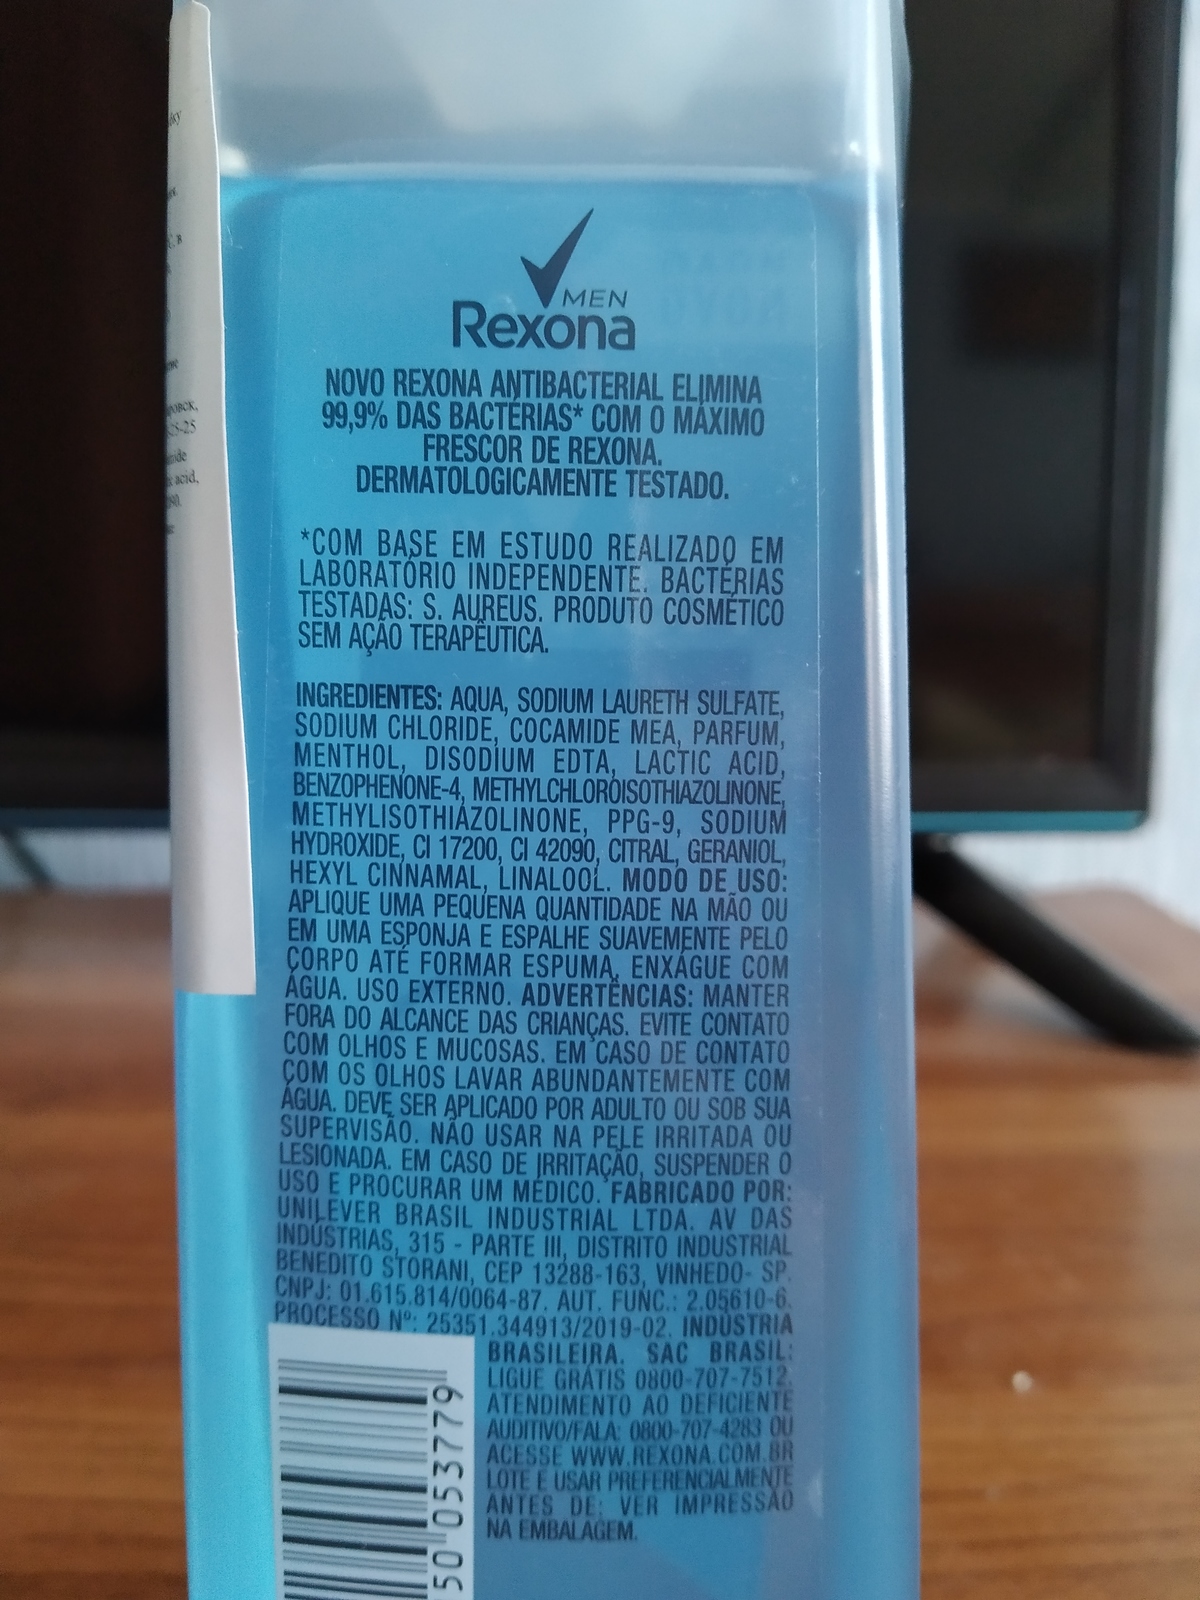 MEN
Rexona
NOVO REXONA ANTIBACTERIAL ELIMINA
99,9% DAS BACTÉRIAS* COM O MÁXIMO
FRESCOR DE REXONA.
DERMATOLOGICAMENTE TESTADO.
*COM BASE EM ESTUDO REALIZADO EM
LABORATÓRIO INDEPENDENTE. BACTÉRIAS
TESTADAS: S. AUREUS. PRODUTO COSMÉTICO
SEM AÇÃO TERAPÊUTICA.
INGREDIENTES: AQUA, SODIUM LAURETH SULFATE,
SODIUM CHLORIDE, COCAMIDE MEA, PARFUM,
MENTHOL, DISODIUM EDTA, LACTIC ACID,
BENZOPHENONE-4, METHYLCHLOROISOTHIAZOLINONE,
METHYLISOTHIAZOLINONE, PPG-9, SODIUM
HYDROXIDE, CI 17200, CI 42090, CITRAL, GERANIOL,
HEXYL CINNAMAL, LINALOOL. MODO DE USO:
APLIQUE UMA PEQUENA QUANTIDADE NA MÃO OU
EM UMA ESPONJA E ESPALHE SUAVEMENTE PELO
CORPO ATÉ FORMAR ESPUMA, ENXÁGUE COM
ÁGUA. USO EXTERNO. ADVERTÊNCIAS: MANTER
FORA DO ALCANCE DAS CRIANÇAS. EVITE CONTATO
COM OLHOS E MUCOSAS. EM CASO DE CONTATO
COM OS OLHOS LAVAR ABUNDANTEMENTE COM
ÁGUA. DEVE SER APLICADO POR ADULTO OU SOB SUA
SUPERVISÃO. NÃO USAR NA PELE IRRITADA OU
LESIONADA. EM CASO DE IRRITAÇÃO, SUSPENDER O
USO E PROCURAR UM MÉDICO. FABRICADO POR:
UNILEVER BRASIL INDUSTRIAL LTDA. AV DAS
INDÚSTRIAS, 315 - PARTE III, DISTRITO INDUSTRIAL
BENEDITO STORANI, CEP 13288-163, VINHEDO- SP.
CNPJ: 01.615.814/0064-87. AUT. FUNC.: 2.05610-6.
PROCESSO Nº: 25351.344913/2019-02. INDÚSTRIA
BRASILEIRA. SAC BRASIL:
LIGUE GRÁTIS 0800-707-7512.
ATENDIMENTO AO DEFICIENTE
AUDITIVO/FALA: 0800-707-4283 OU
ACESSE WWW.REXONA.COM.BR
LOTE E USAR PREFERENCIALMENTE
ANTES DE: VER IMPRESSÃO
NA EMBALAGEM.
50 053779
25-25
acid,